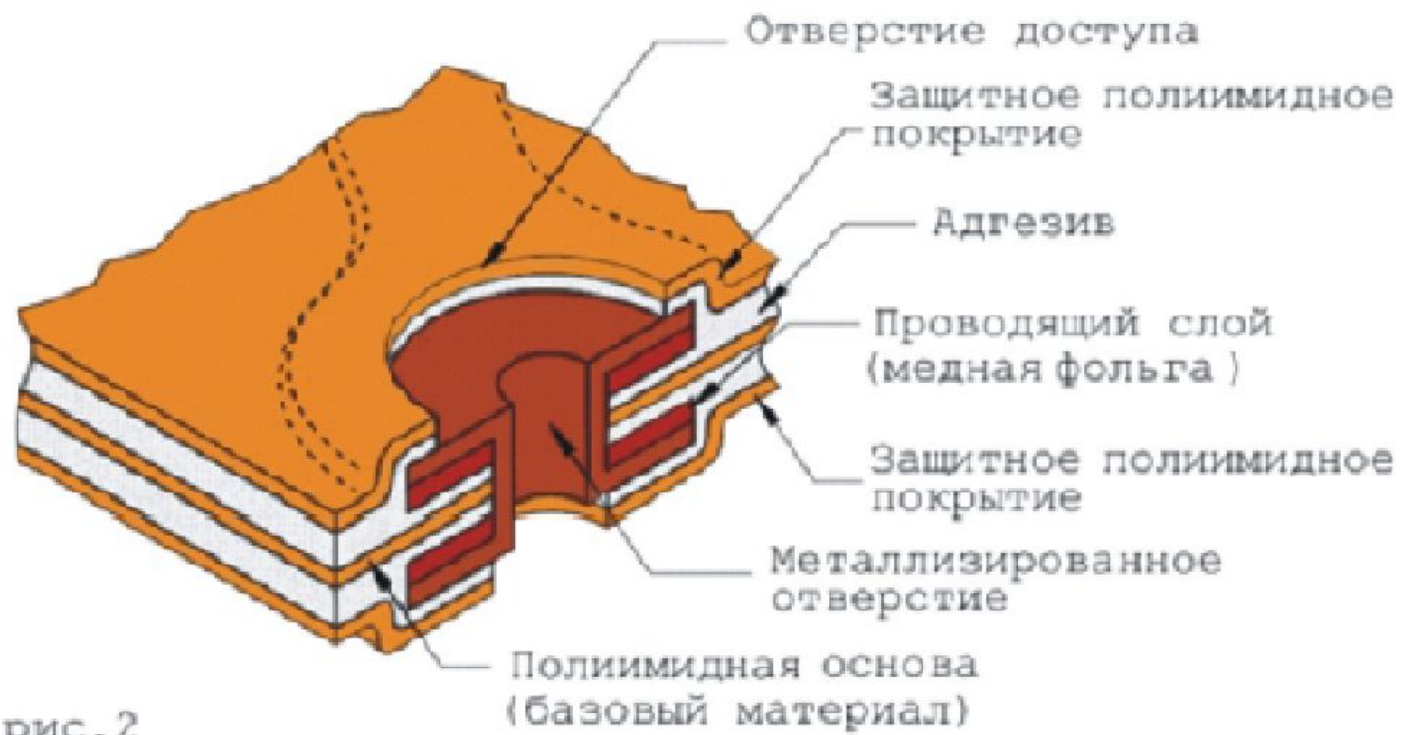 Отверстие доступа
Защитное полиимидное
покрытие
Адгезив
Проводящий слой
(медная фольга)
Защитное полиимидное
покрытие
Металлизированное
отверстие
Полиимидная основа
(базовый материал)
рис.2